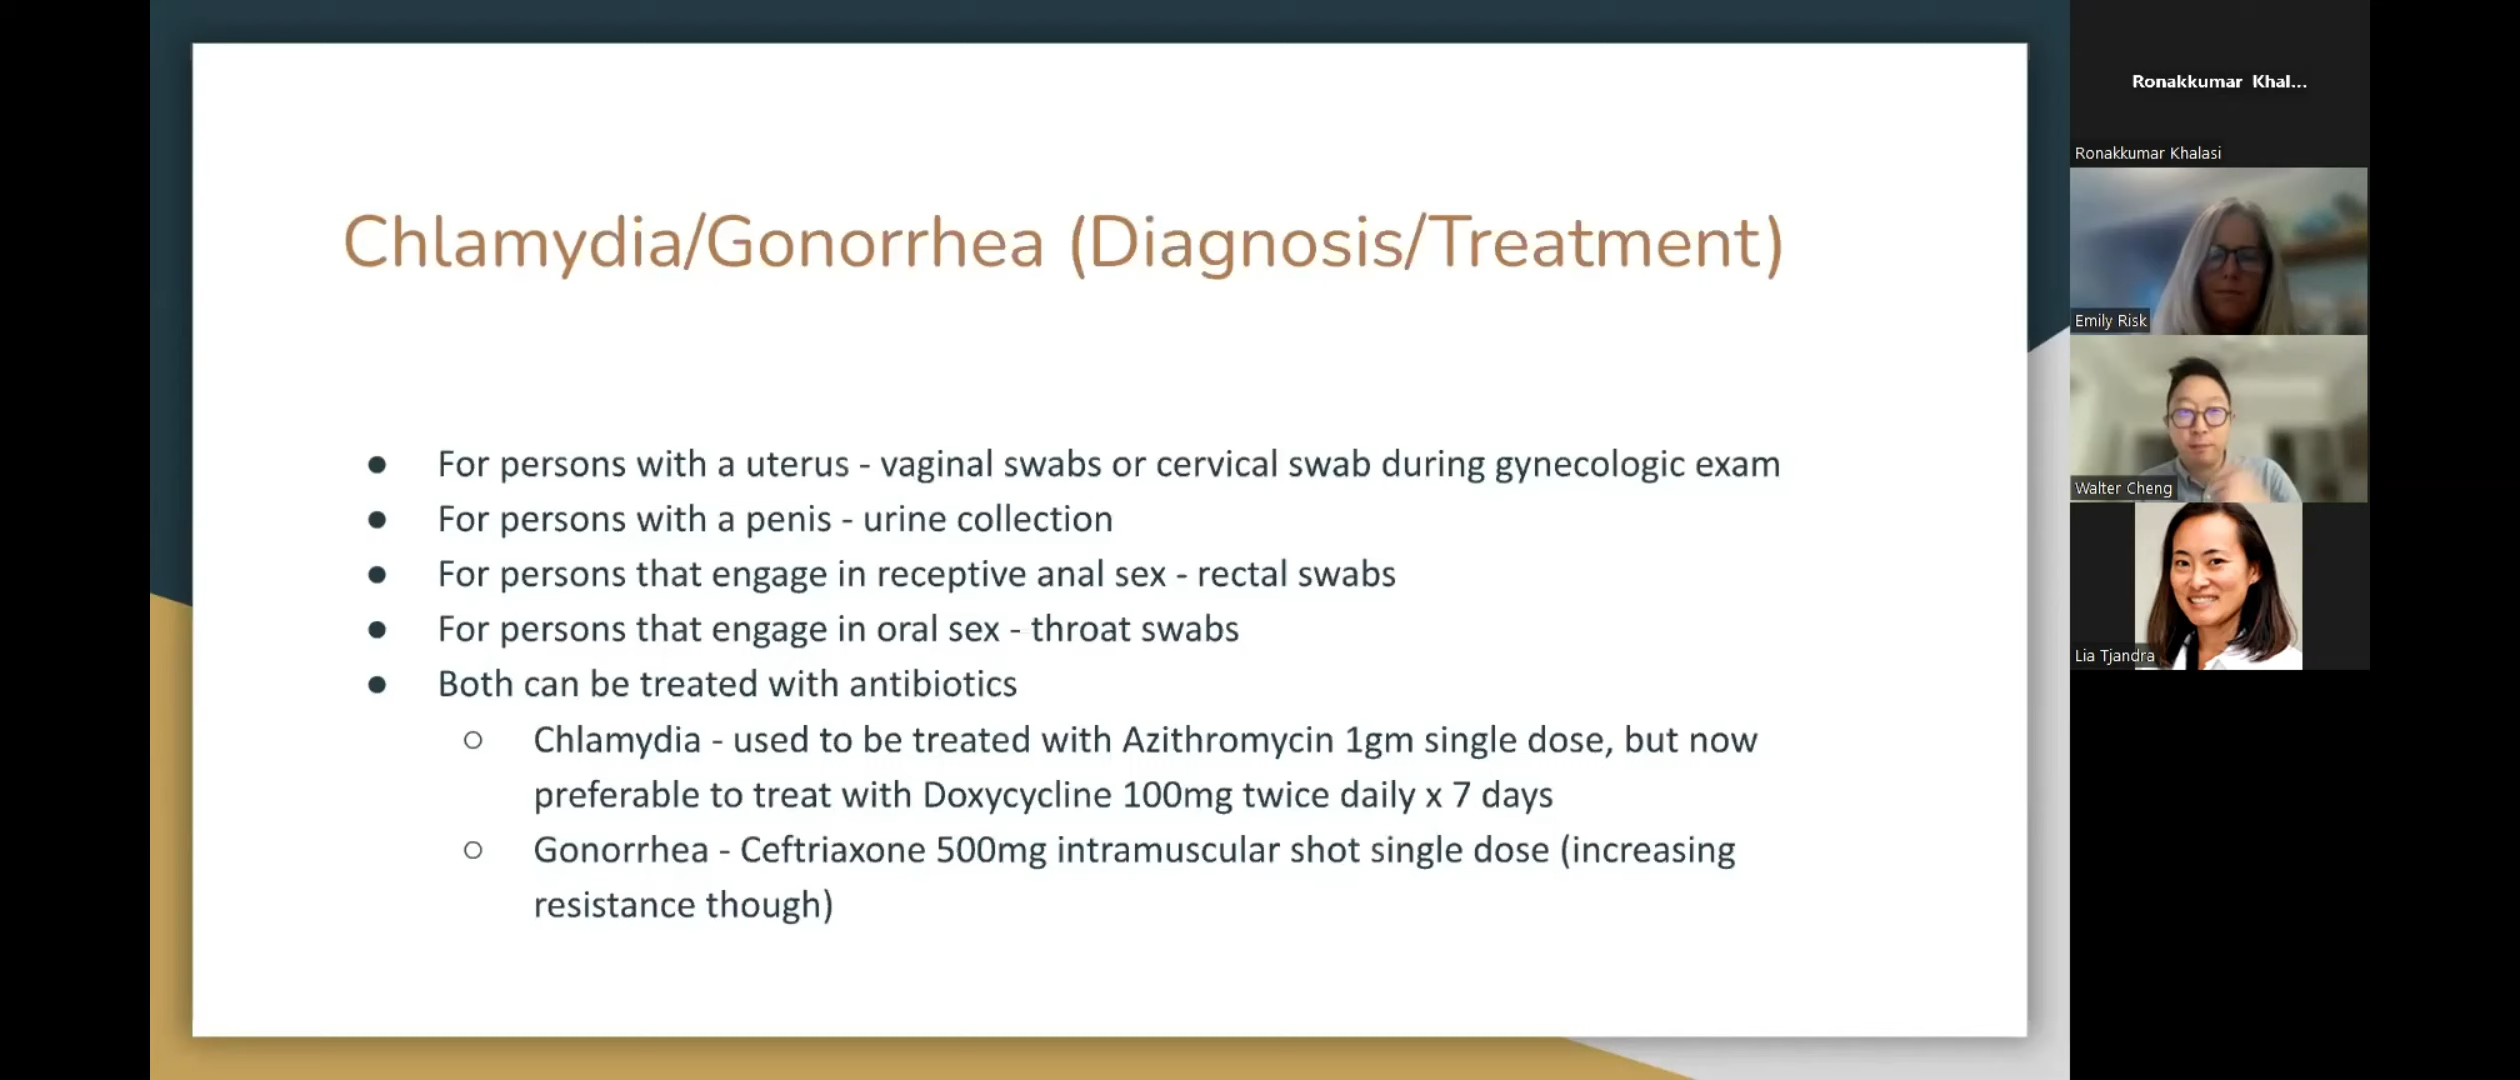 Chlamydia/Gonorrhea (Diagnosis/Treatment)
● For persons with a uterus - vaginal swabs or cervical swab during gynecologic exam
● For persons with a penis - urine collection
● For persons that engage in receptive anal sex - rectal swabs
● For persons that engage in oral sex - throat swabs
● Both can be treated with antibiotics
○ Chlamydia - used to be treated with Azithromycin 1gm single dose, but now
preferable to treat with Doxycycline 100mg twice daily x 7 days
○ Gonorrhea - Ceftriaxone 500mg intramuscular shot single dose (increasing
resistance though)
Ronakkumar Khal...
Ronakkumar Khalasi
Emily Risk
Walter Cheng
Lia Tjandra